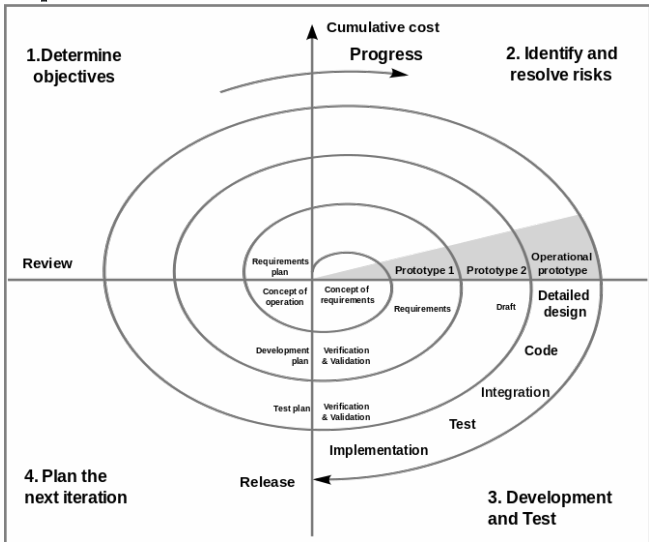 Cumulative cost
Progress
1.Determine
objectives
2. Identify and
resolve risks
Review
Requirements
plan
Prototype 1
Prototype 2
Operational
prototype
Concept of
operation
Concept of
requirements
Requirements
Draft
Detailed
design
Development
plan
Verification
& Validation
Code
Test plan
Verification
& Validation
Integration
Test
Implementation
Release
4. Plan the
next iteration
3. Development
and Test